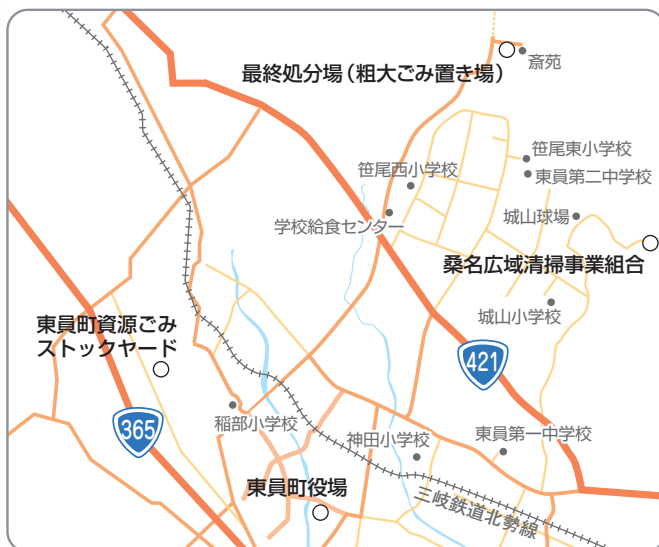 最終処分場（粗大ごみ置き場）
斎苑
笹尾東小学校
笹尾西小学校
東員第二中学校
学校給食センター
城山球場
桑名広域清掃事業組合
東員町資源ごみ
ストックヤード
城山小学校
421
365
稲部小学校
神田小学校
東員第一中学校
東員町役場
三岐鉄道北勢線